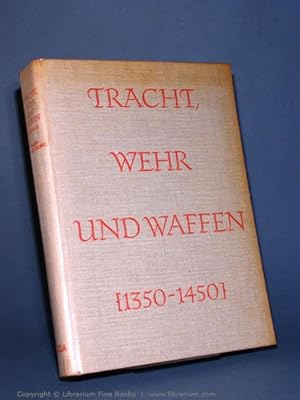 TRACHT,
WEHR
UND WAFFEN
[1350-1450]
Copyright © Librarium Fine Books | www.librarium.com